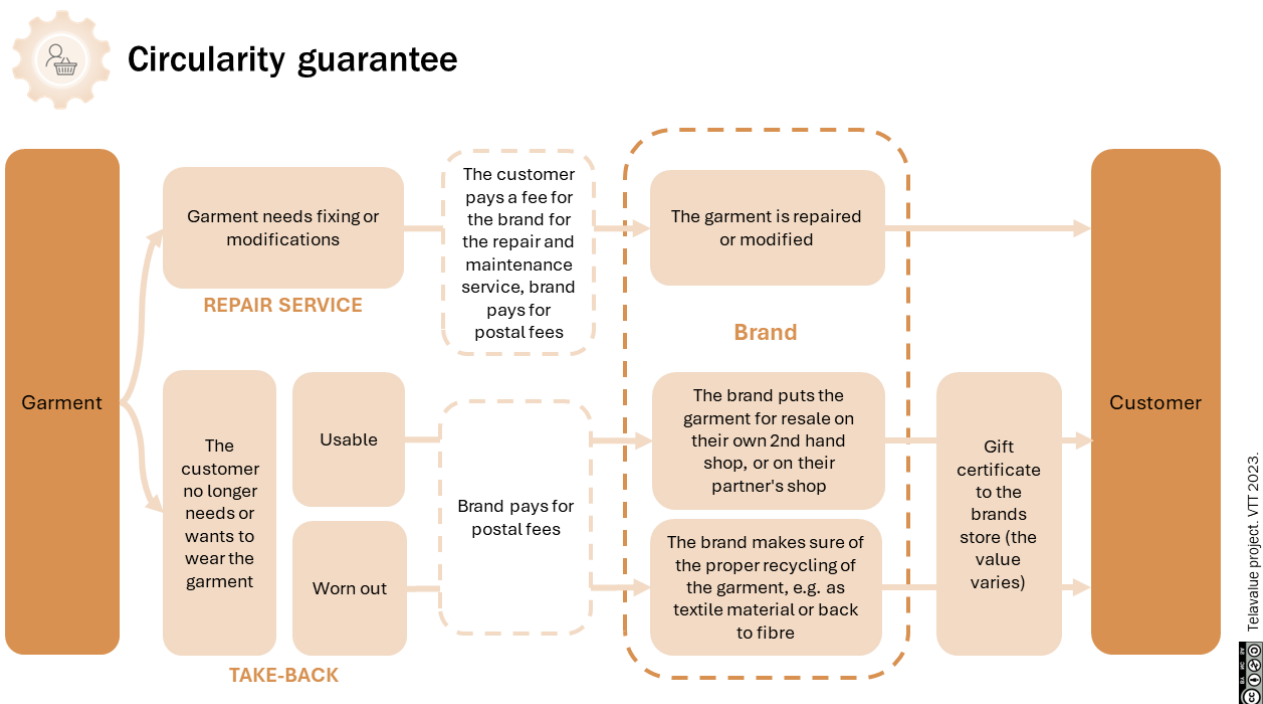 Circularity guarantee
Garment
Garment needs fixing or
modifications
REPAIR SERVICE
The customer
pays a fee for
the brand for
the repair and
maintenance
service, brand
pays for
postal fees
The garment is repaired
or modified
Brand
The
customer
no longer
needs or
wants to
wear the
garment
Usable
Worn out
TAKE-BACK
Brand pays for
postal fees
The brand puts the
garment for resale on
their own 2nd hand
shop, or on their
partner's shop
The brand makes sure of
the proper recycling of
the garment, e.g. as
textile material or back
to fibre
Gift
certificate
to the
brands
store (the
value
varies)
Customer
Telavalue project. VTT 2023.
cc
BY NC SA